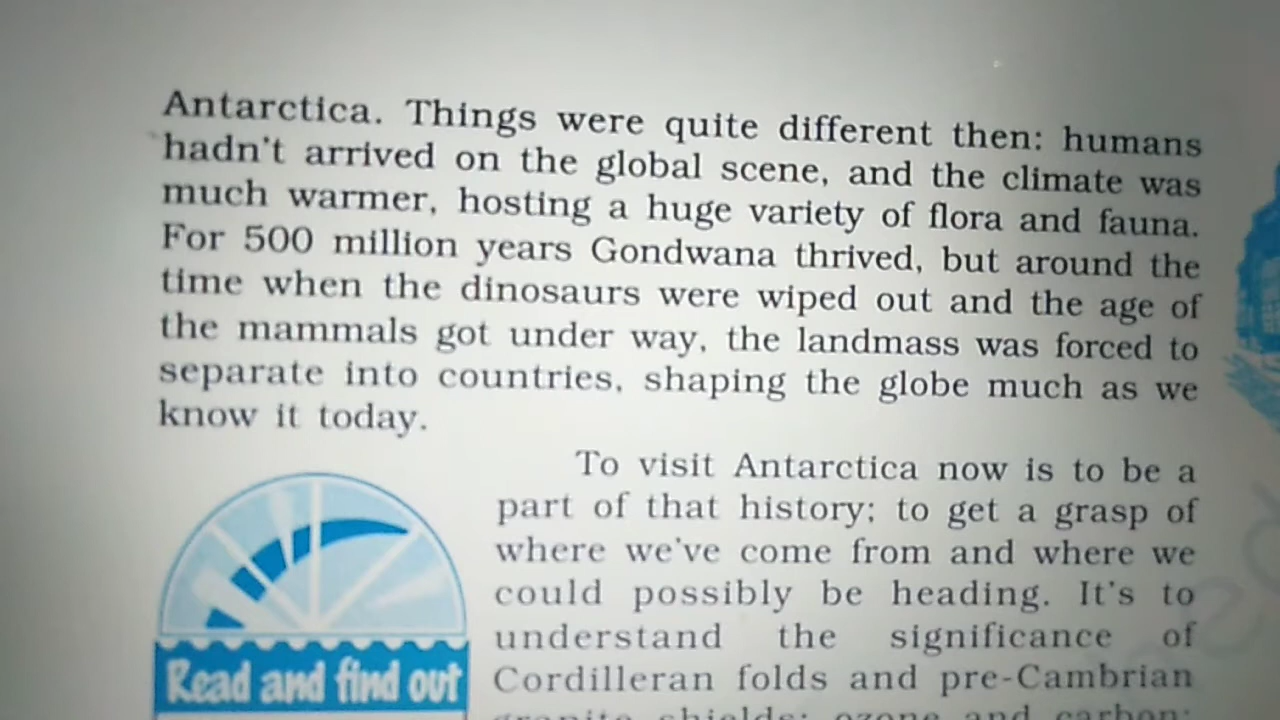 Antarctica. Things were quite different then: humans
hadn't arrived on the global scene, and the climate was
much warmer, hosting a huge variety of flora and fauna.
For 500 million years Gondwana thrived, but around the
time when the dinosaurs were wiped out and the age of
the mammals got under way, the landmass was forced to
separate into countries, shaping the globe much as we
know it today.
To visit Antarctica now is to be a
part of that history; to get a grasp of
where we've come from and where we
could possibly be heading. It's to
understand the significance of
Cordilleran folds and pre-Cambrian
granite shields; ozone and carbon;
Read and find out